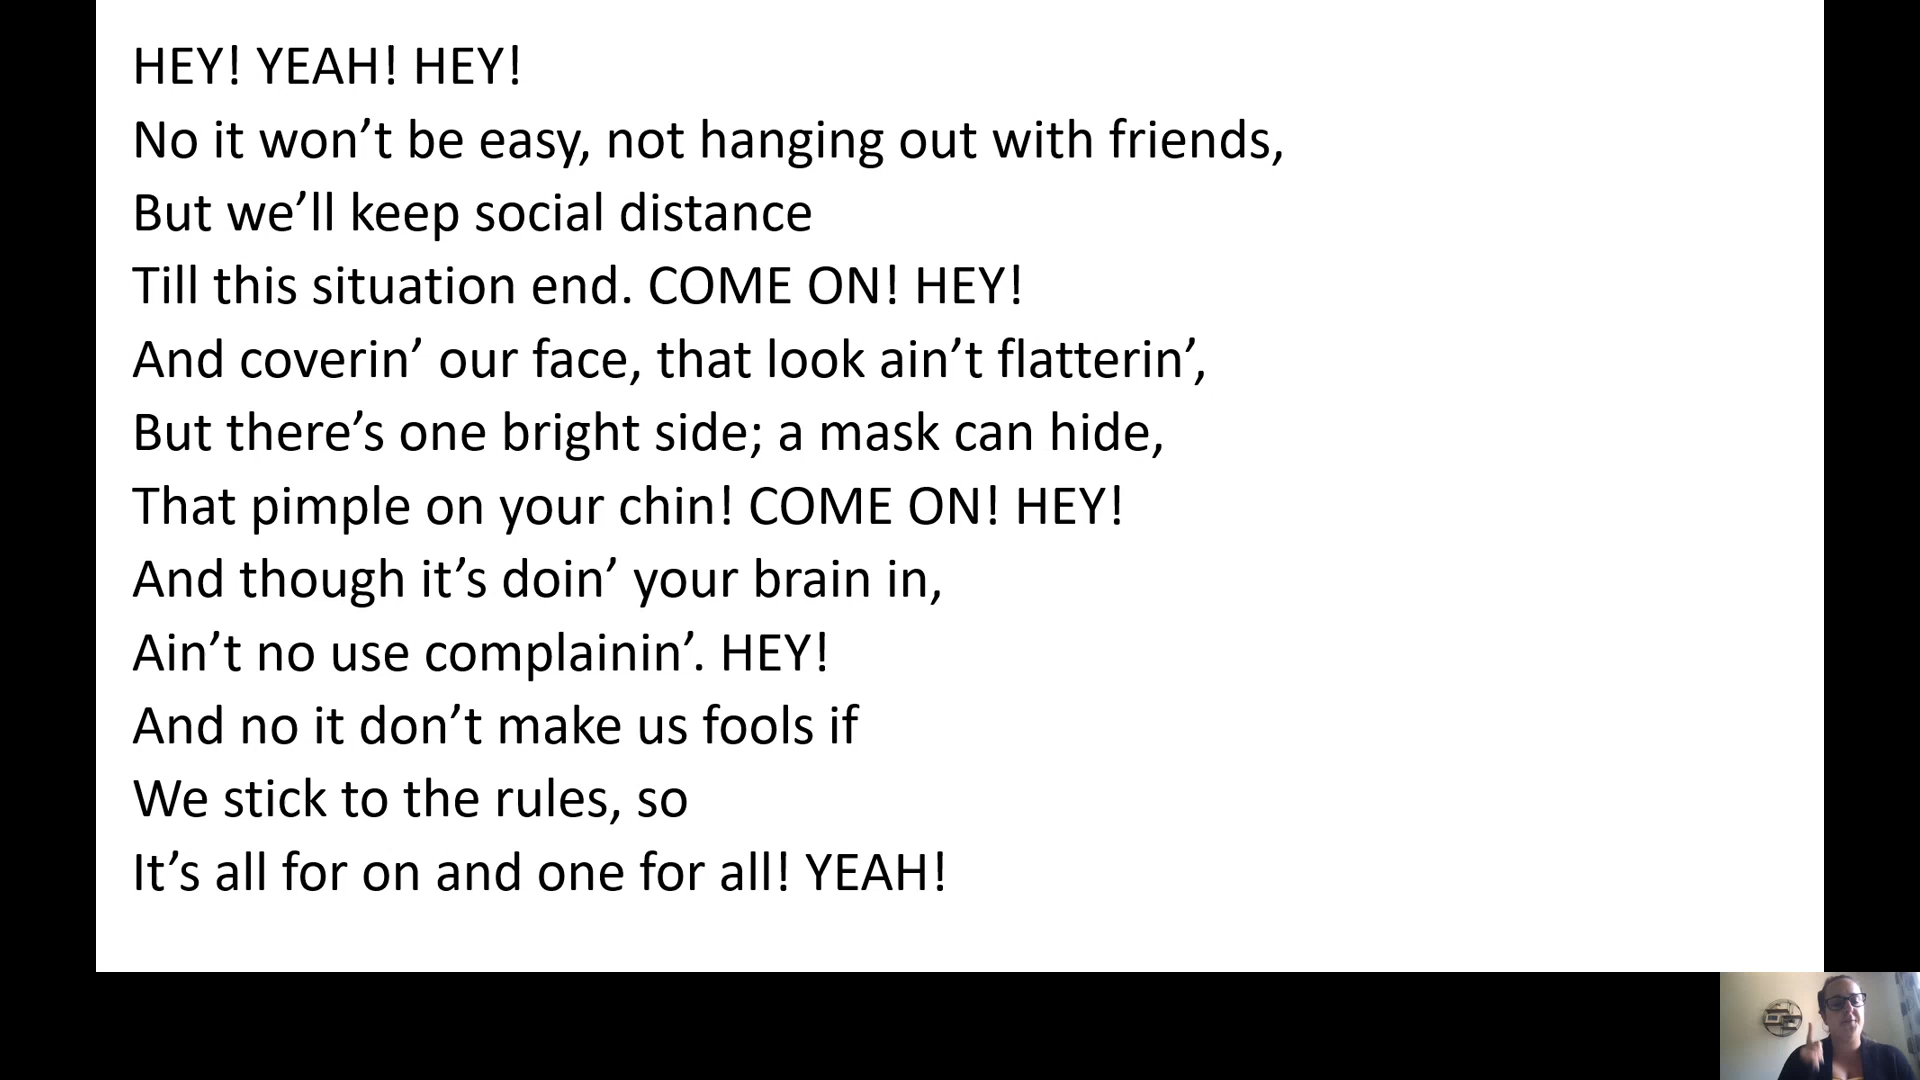 HEY! YEAH! HEY!
No it won’t be easy, not hanging out with friends,
But we’ll keep social distance
Till this situation end. COME ON! HEY!
And coverin’ our face, that look ain’t flatterin’,
But there’s one bright side; a mask can hide,
That pimple on your chin! COME ON! HEY!
And though it’s doin’ your brain in,
Ain’t no use complainin’. HEY!
And no it don’t make us fools if
We stick to the rules, so
It’s all for on and one for all! YEAH!